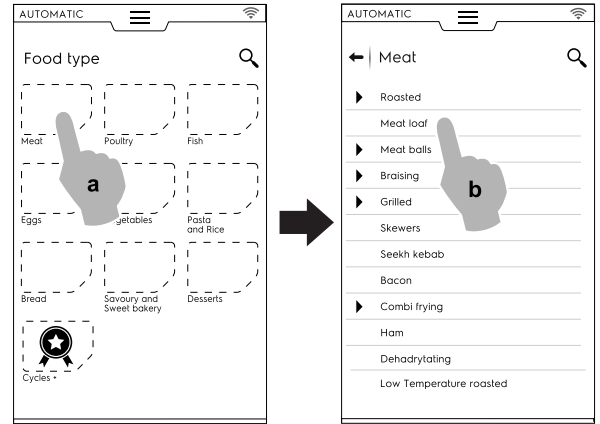 AUTOMATIC
Food type
Meat
Poultry
Fish
a
Eggs
getables
Pasta
and Rice
Bread
Savoury and
Sweet bakery
Desserts
Cycles +
AUTOMATIC
Meat
Roasted
Meat loaf
Meat balls
Braising
b
Grilled
Skewers
Seekh kebab
Bacon
Combi frying
Ham
Dehadrytating
Low Temperature roasted